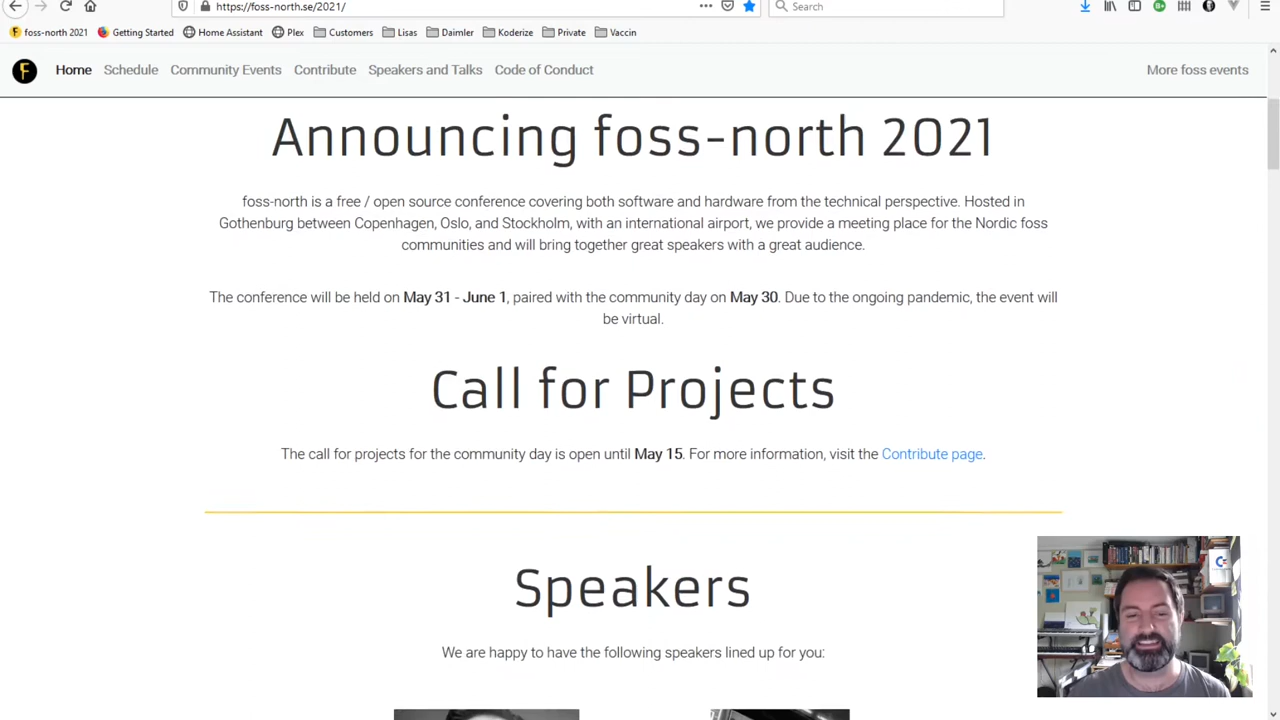 https://foss-north.se/2021/
Search
foss-north 2021 Getting Started Home Assistant Plex Customers Lisas Daimler Koderize Private Vaccin
F Home Schedule Community Events Contribute Speakers and Talks Code of Conduct More foss events
Announcing foss-north 2021
foss-north is a free / open source conference covering both software and hardware from the technical perspective. Hosted in
Gothenburg between Copenhagen, Oslo, and Stockholm, with an international airport, we provide a meeting place for the Nordic foss
communities and will bring together great speakers with a great audience.
The conference will be held on May 31 - June 1, paired with the community day on May 30. Due to the ongoing pandemic, the event will
be virtual.
Call for Projects
The call for projects for the community day is open until May 15. For more information, visit the Contribute page.
Speakers
We are happy to have the following speakers lined up for you: